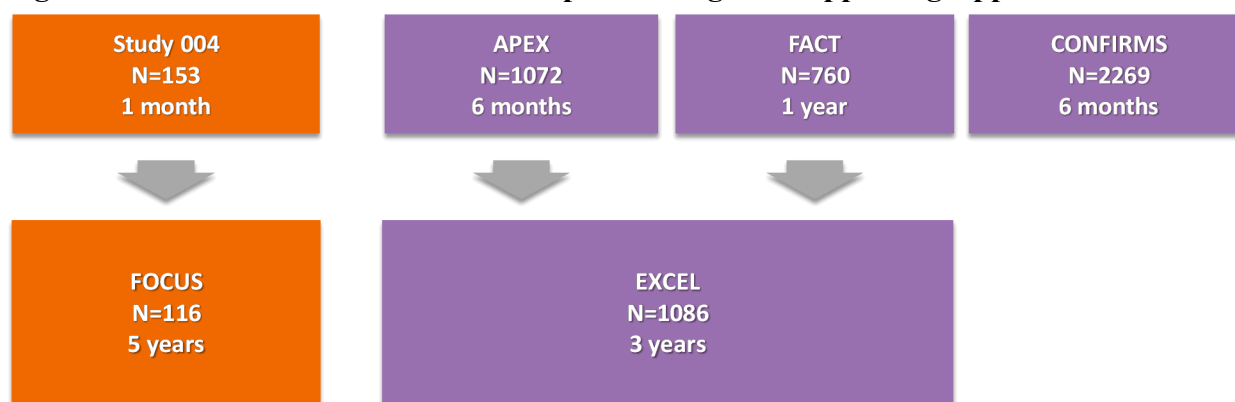 Study 004
N=153
1 month
APEX
N=1072
6 months
FACT
N=760
1 year
CONFIRMS
N=2269
6 months
FOCUS
N=116
5 years
EXCEL
N=1086
3 years